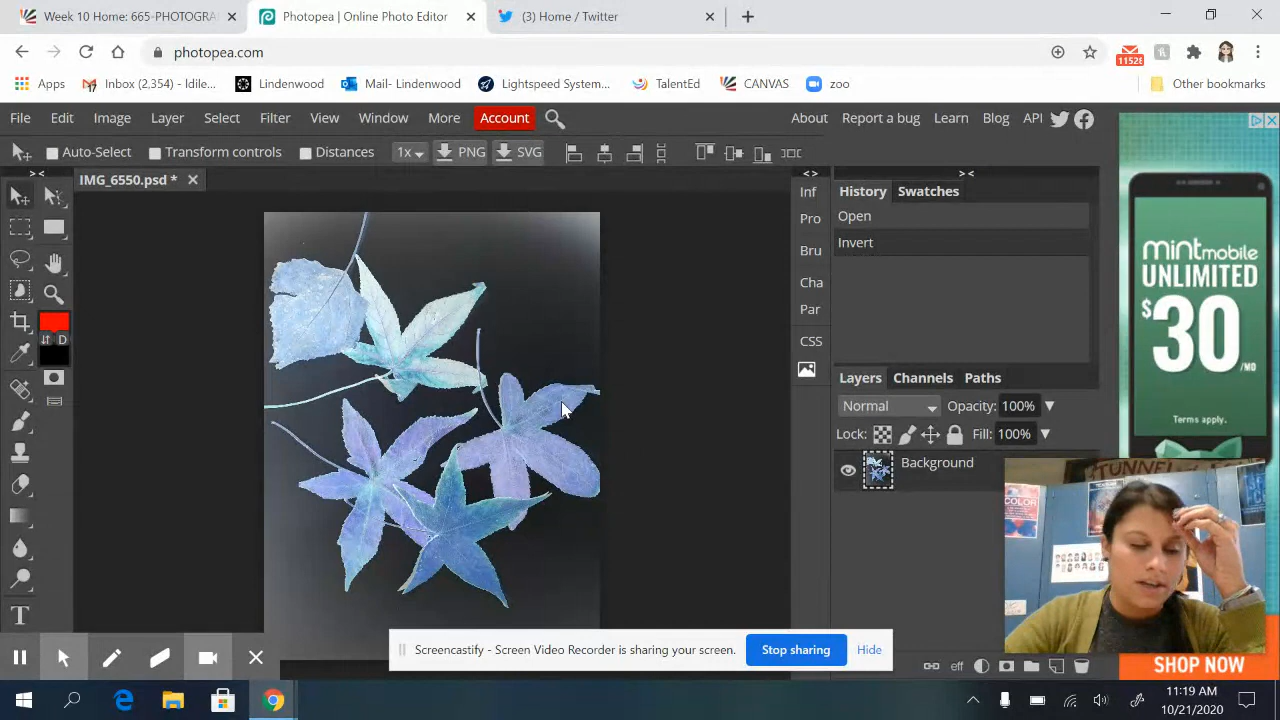 Week 10 Home: 665-PHOTOGRA
Photopea | Online Photo Editor
(3) Home / Twitter
photopea.com
11528
Apps
Inbox (2,354) - Idile...
Lindenwood
Mail- Lindenwood
Lightspeed System...
TalentEd
CANVAS
zoo
Other bookmarks
File Edit Image Layer Select Filter View Window More Account
About Report a bug Learn Blog API
Auto-Select Transform controls Distances 1x PNG SVG
IMG_6550.psd *
Inf
Pro
Bru
Cha
Par
CSS
History Swatches
Open
Invert
Layers Channels Paths
Normal Opacity: 100%
Lock: Fill: 100%
Background
eff
D
T
mint mobile
UNLIMITED
$30/MO
Terms apply.
TUNNEL
COLOR
SHOP NOW
Screencastify - Screen Video Recorder is sharing your screen.
Stop sharing
Hide
11:19 AM
10/21/2020